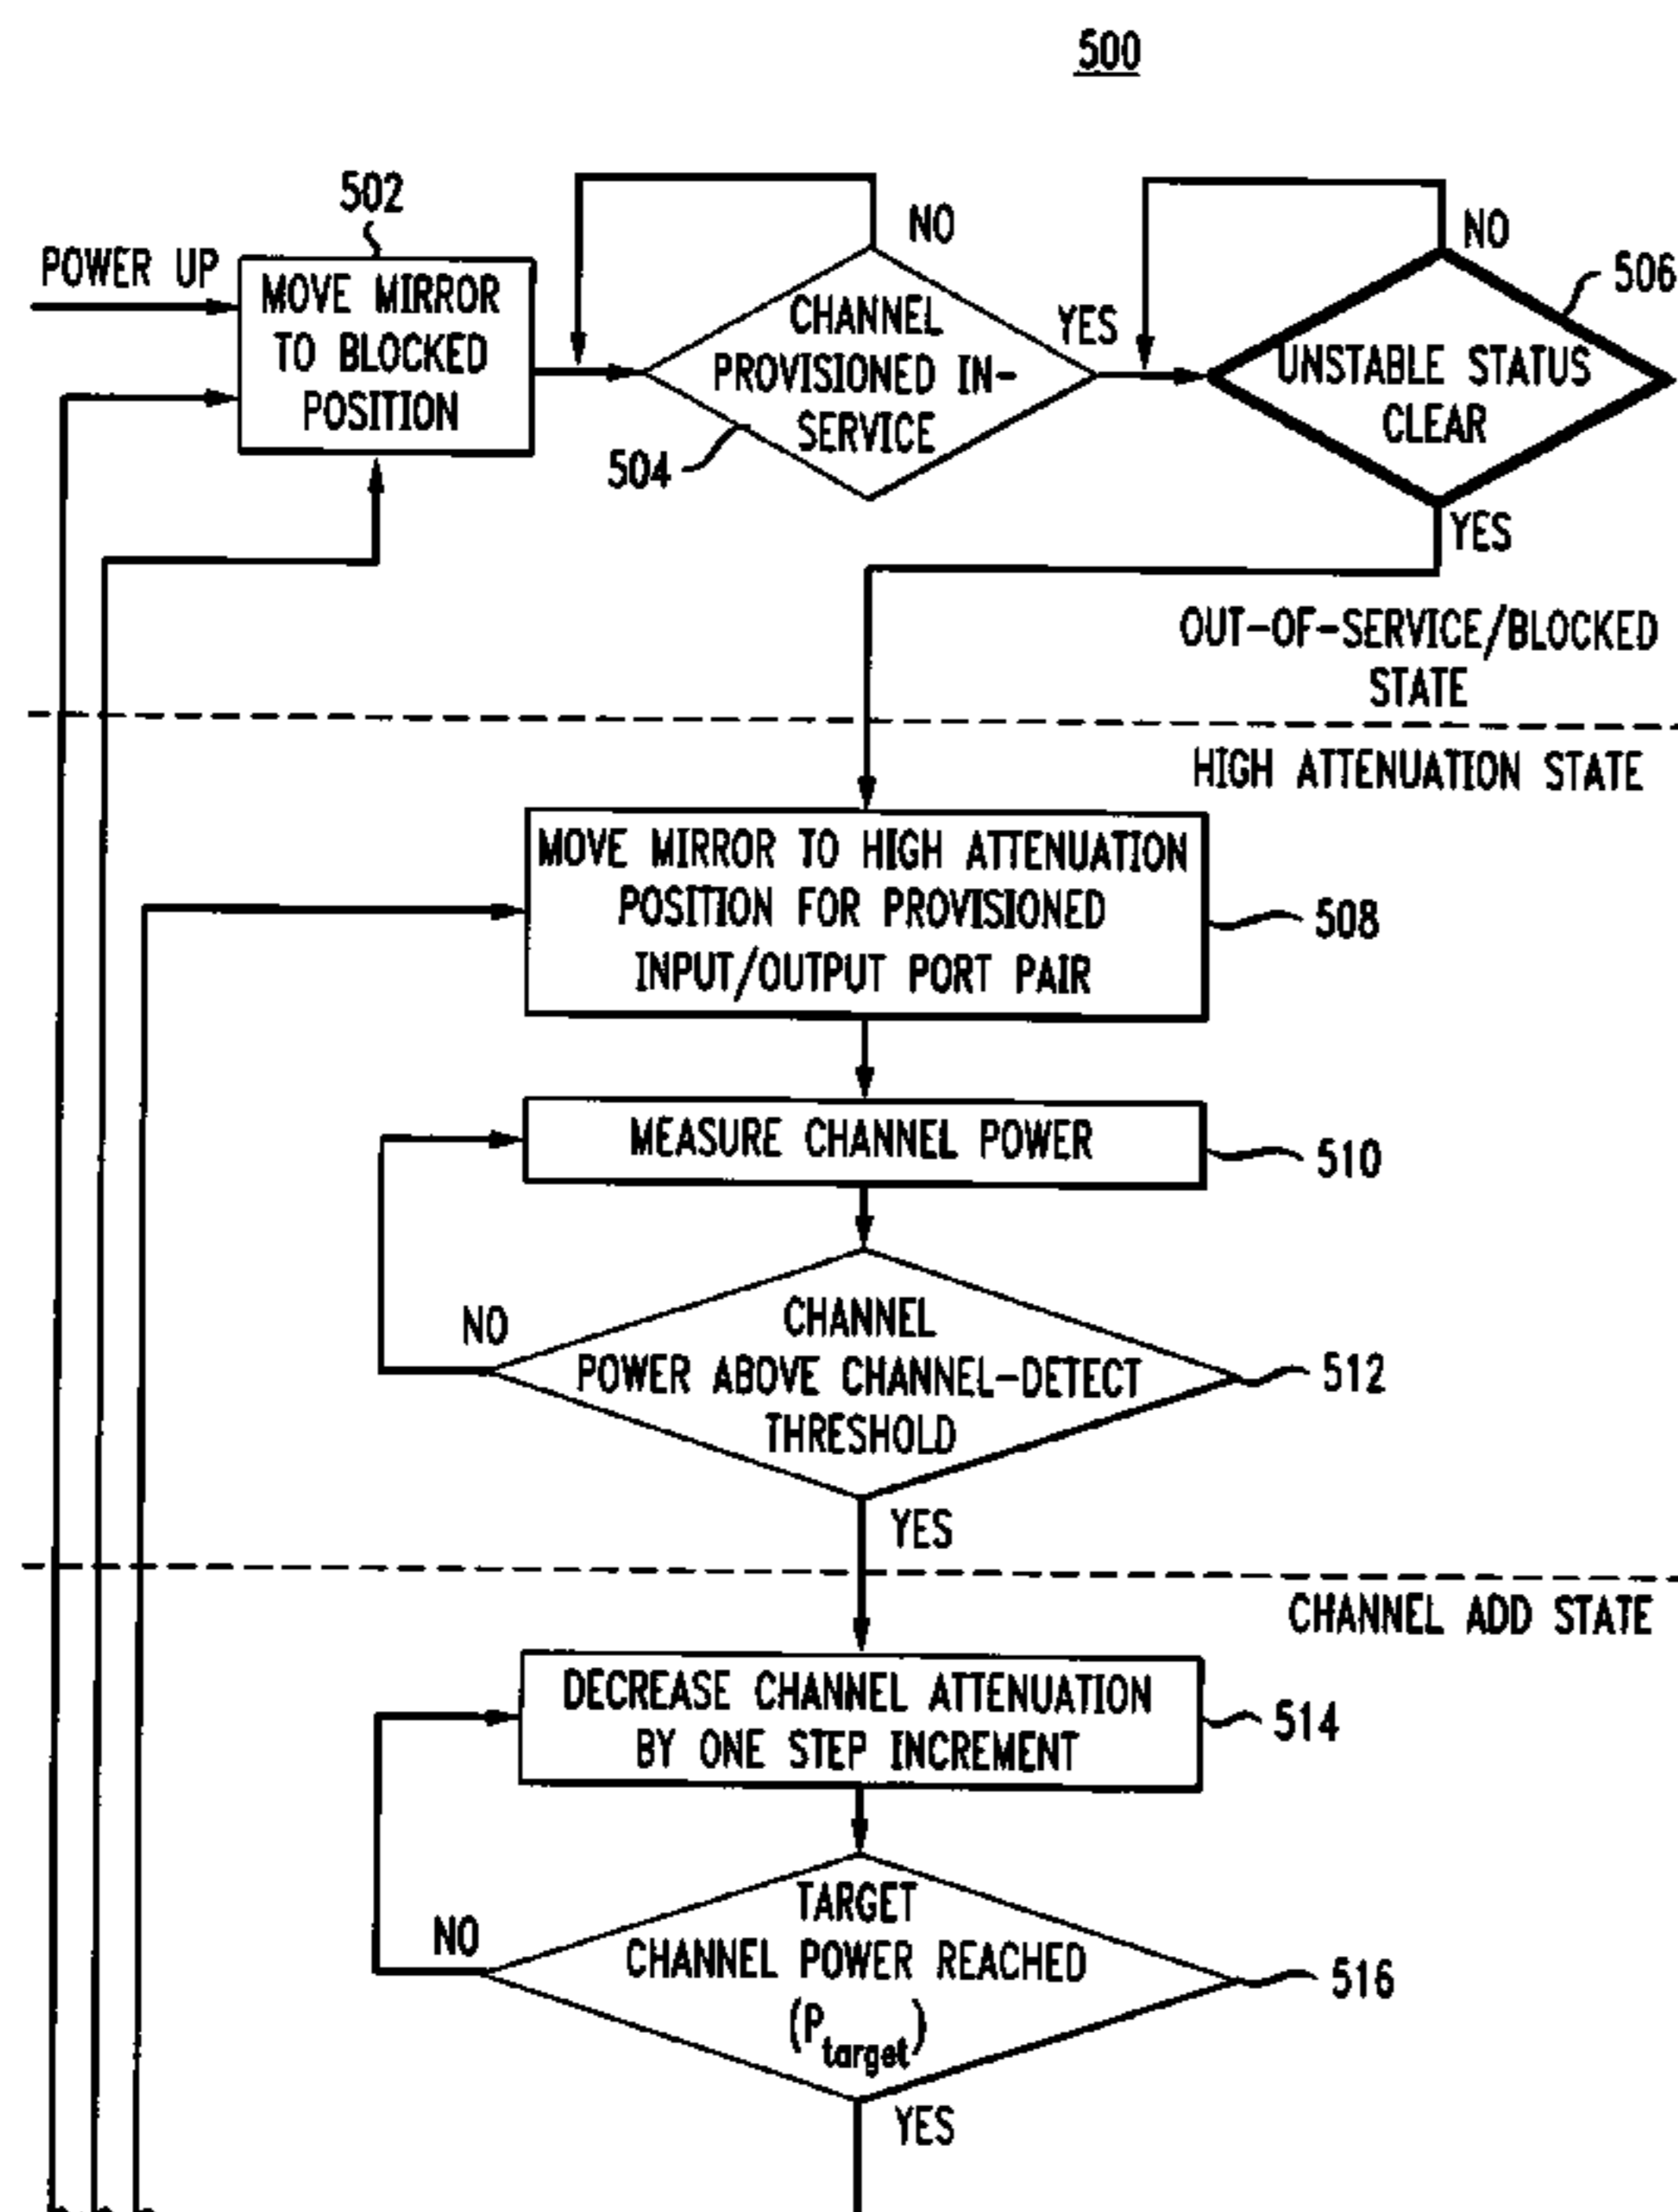 500
502
POWER UP
MOVE MIRROR
TO BLOCKED
POSITION
NO
CHANNEL
PROVISIONED IN-
SERVICE
504
YES
NO
506
UNSTABLE STATUS
CLEAR
YES
OUT-OF-SERVICE/BLOCKED
STATE
HIGH ATTENUATION STATE
MOVE MIRROR TO HIGH ATTENUATION
POSITION FOR PROVISIONED
INPUT/OUTPUT PORT PAIR
508
MEASURE CHANNEL POWER
510
NO
CHANNEL
POWER ABOVE CHANNEL-DETECT
THRESHOLD
512
YES
CHANNEL ADD STATE
DECREASE CHANNEL ATTENUATION
BY ONE STEP INCREMENT
514
NO
TARGET
CHANNEL POWER REACHED
(Ptarget)
516
YES